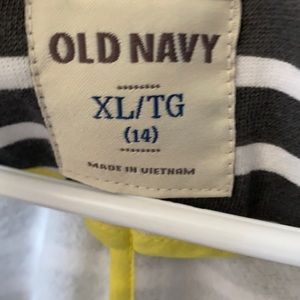 OLD NAVY
XL/TG
(14)
MADE IN VIETNAM